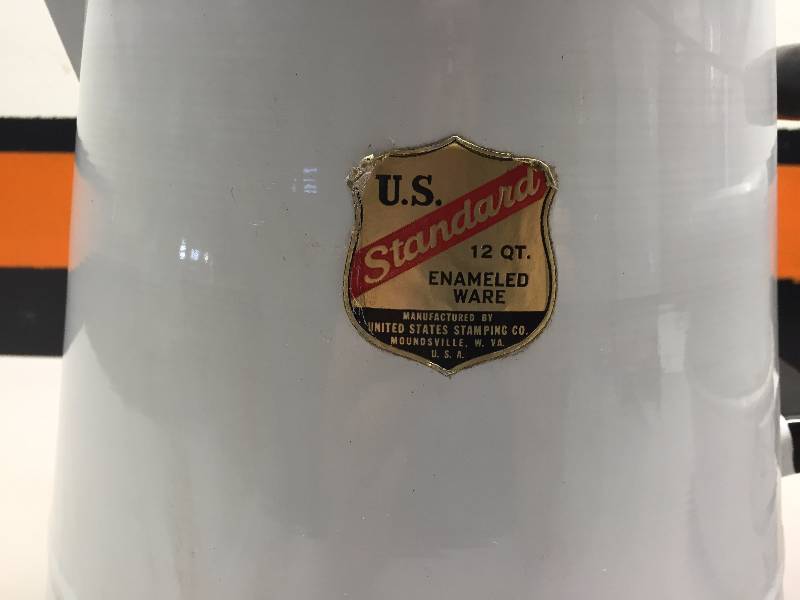 U.S.
Standard
12 QT.
ENAMELED
WARE
MANUFACTURED BY
UNITED STATES STAMPING CO.
MOUNDSVILLE, W. VA.
U. S. A.